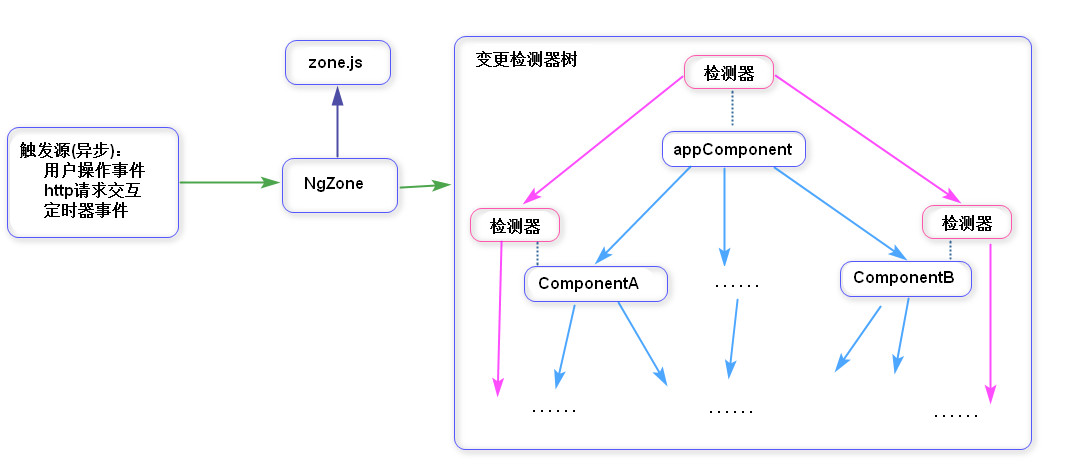 zone.js
触发源(异步)：
用户操作事件
http请求交互
定时器事件
NgZone
变更检测器树
检测器
appComponent
检测器
检测器
ComponentA
......
ComponentB
......
......
......